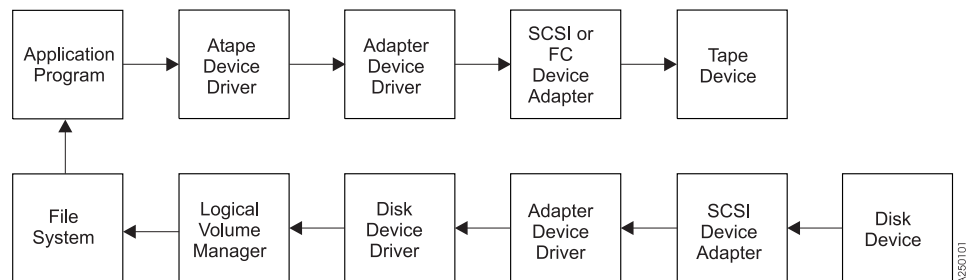 Application
Program
Atape
Device
Driver
Adapter
Device
Driver
SCSI or
FC
Device
Adapter
Tape
Device
File
System
Logical
Volume
Manager
Disk
Device
Driver
Adapter
Device
Driver
SCSI
Device
Adapter
Disk
Device